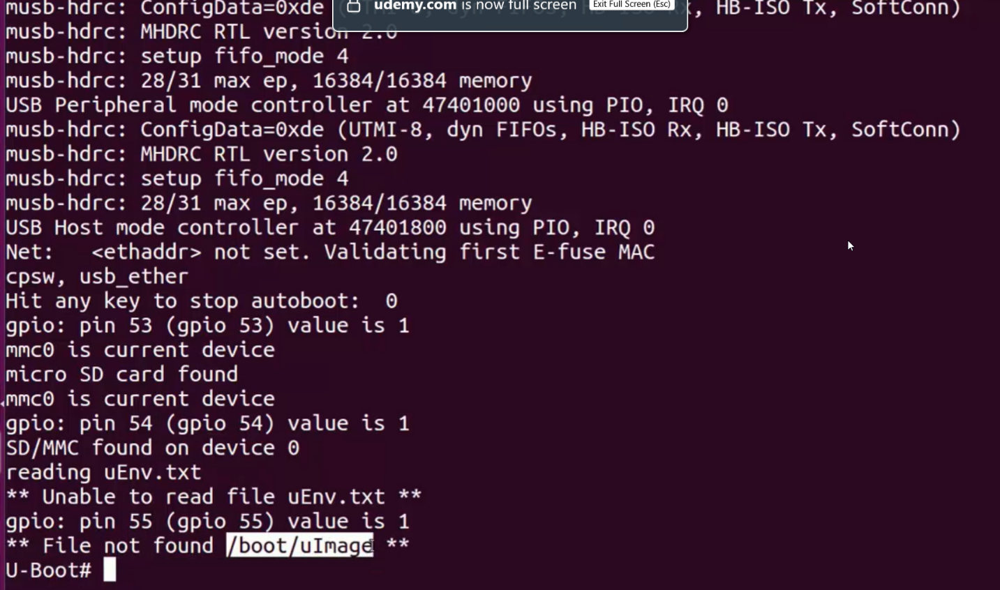 musb-hdrc: ConfigData=0xde (UTMI-8, dyn FIFOs, HB-ISO Rx, HB-ISO Tx, SoftConn)
udemy.com is now full screen Exit Full Screen (Esc)
musb-hdrc: MHDRC RTL version 2.0
musb-hdrc: setup fifo_mode 4
musb-hdrc: 28/31 max ep, 16384/16384 memory
USB Peripheral mode controller at 47401000 using PIO, IRQ 0
musb-hdrc: ConfigData=0xde (UTMI-8, dyn FIFOs, HB-ISO Rx, HB-ISO Tx, SoftConn)
musb-hdrc: MHDRC RTL version 2.0
musb-hdrc: setup fifo_mode 4
musb-hdrc: 28/31 max ep, 16384/16384 memory
USB Host mode controller at 47401800 using PIO, IRQ 0
Net:   <ethaddr> not set. Validating first E-fuse MAC
cpsw, usb_ether
Hit any key to stop autoboot:  0
gpio: pin 53 (gpio 53) value is 1
mmc0 is current device
micro SD card found
mmc0 is current device
gpio: pin 54 (gpio 54) value is 1
SD/MMC found on device 0
reading uEnv.txt
** Unable to read file uEnv.txt **
gpio: pin 55 (gpio 55) value is 1
** File not found /boot/uImage **
U-Boot#